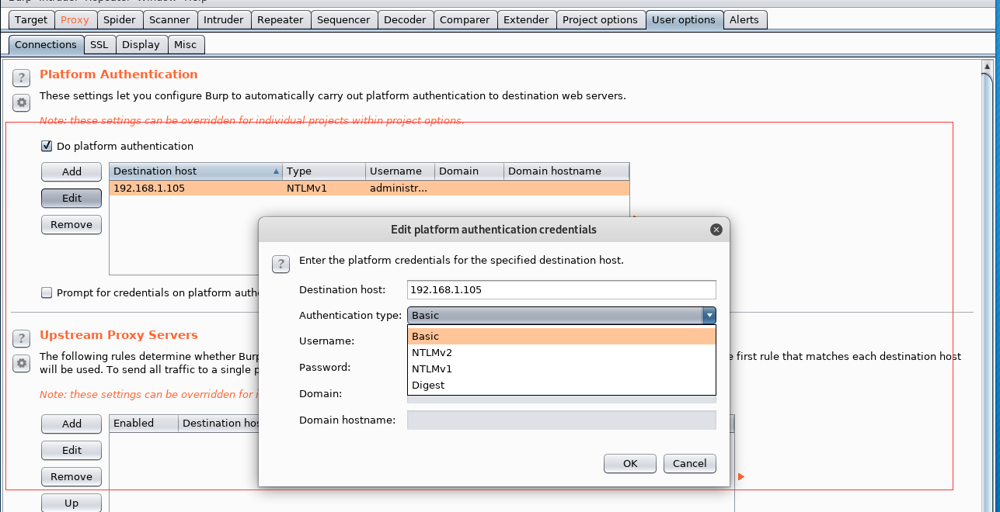 Burp Intruder Repeater Window Help
Target Proxy Spider Scanner Intruder Repeater Sequencer Decoder Comparer Extender Project options User options Alerts
Connections SSL Display Misc
? Platform Authentication
These settings let you configure Burp to automatically carry out platform authentication to destination web servers.
Note: these settings can be overridden for individual projects within project options.
Do platform authentication
Add Destination host Type Username Domain Domain hostname
192.168.1.105 NTLMv1 administr...
Edit
Remove
Edit platform authentication credentials
? Enter the platform credentials for the specified destination host.
Destination host: 192.168.1.105
Prompt for credentials on platform authe
Authentication type: Basic
Basic
NTLMv2
NTLMv1
Digest
Username:
Password:
Domain:
Domain hostname:
OK Cancel
? Upstream Proxy Servers
The following rules determine whether Burp e first rule that matches each destination host
will be used. To send all traffic to a single p
Note: these settings can be overridden for i
Add Enabled Destination hos
Edit
Remove
Up